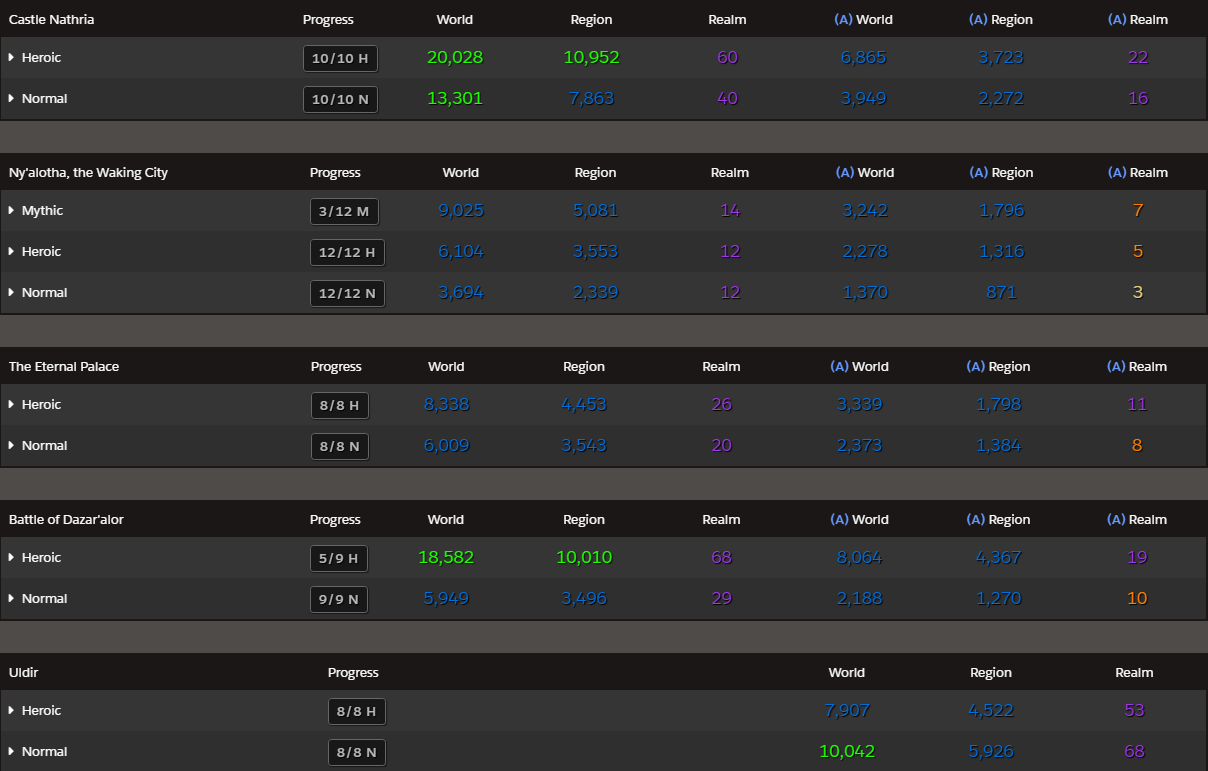 Castle Nathria Progress World Region Realm (A) World (A) Region (A) Realm
Heroic 10/10 H 20,028 10,952 60 6,865 3,723 22
Normal 10/10 N 13,301 7,863 40 3,949 2,272 16
Ny'alotha, the Waking City Progress World Region Realm (A) World (A) Region (A) Realm
Mythic 3/12 M 9,025 5,081 14 3,242 1,796 7
Heroic 12/12 H 6,104 3,553 12 2,278 1,316 5
Normal 12/12 N 3,694 2,339 12 1,370 871 3
The Eternal Palace Progress World Region Realm (A) World (A) Region (A) Realm
Heroic 8/8 H 8,338 4,453 26 3,339 1,798 11
Normal 8/8 N 6,009 3,543 20 2,373 1,384 8
Battle of Dazar'alor Progress World Region Realm (A) World (A) Region (A) Realm
Heroic 5/9 H 18,582 10,010 68 8,064 4,367 19
Normal 9/9 N 5,949 3,496 29 2,188 1,270 10
Uldir Progress World Region Realm
Heroic 8/8 H 7,907 4,522 53
Normal 8/8 N 10,042 5,926 68